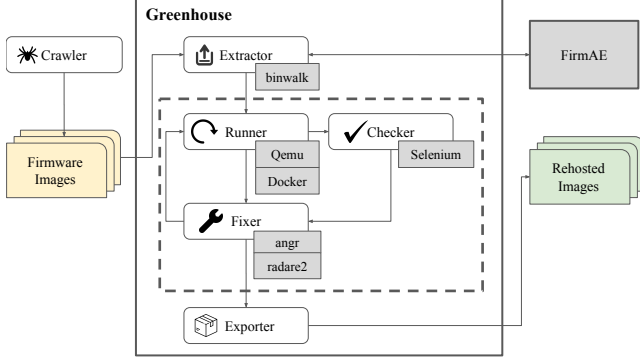 Greenhouse
Crawler
Extractor
binwalk
FirmAE
Runner
Checker
Qemu
Docker
Selenium
Firmware
Images
Rehosted
Images
Fixer
angr
radare2
Exporter